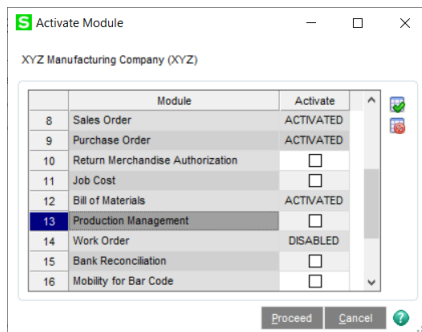 S Activate Module
XYZ Manufacturing Company (XYZ)
Module Activate
8 Sales Order ACTIVATED
9 Purchase Order ACTIVATED
10 Return Merchandise Authorization
11 Job Cost
12 Bill of Materials ACTIVATED
13 Production Management
14 Work Order DISABLED
15 Bank Reconciliation
16 Mobility for Bar Code
Proceed Cancel ?